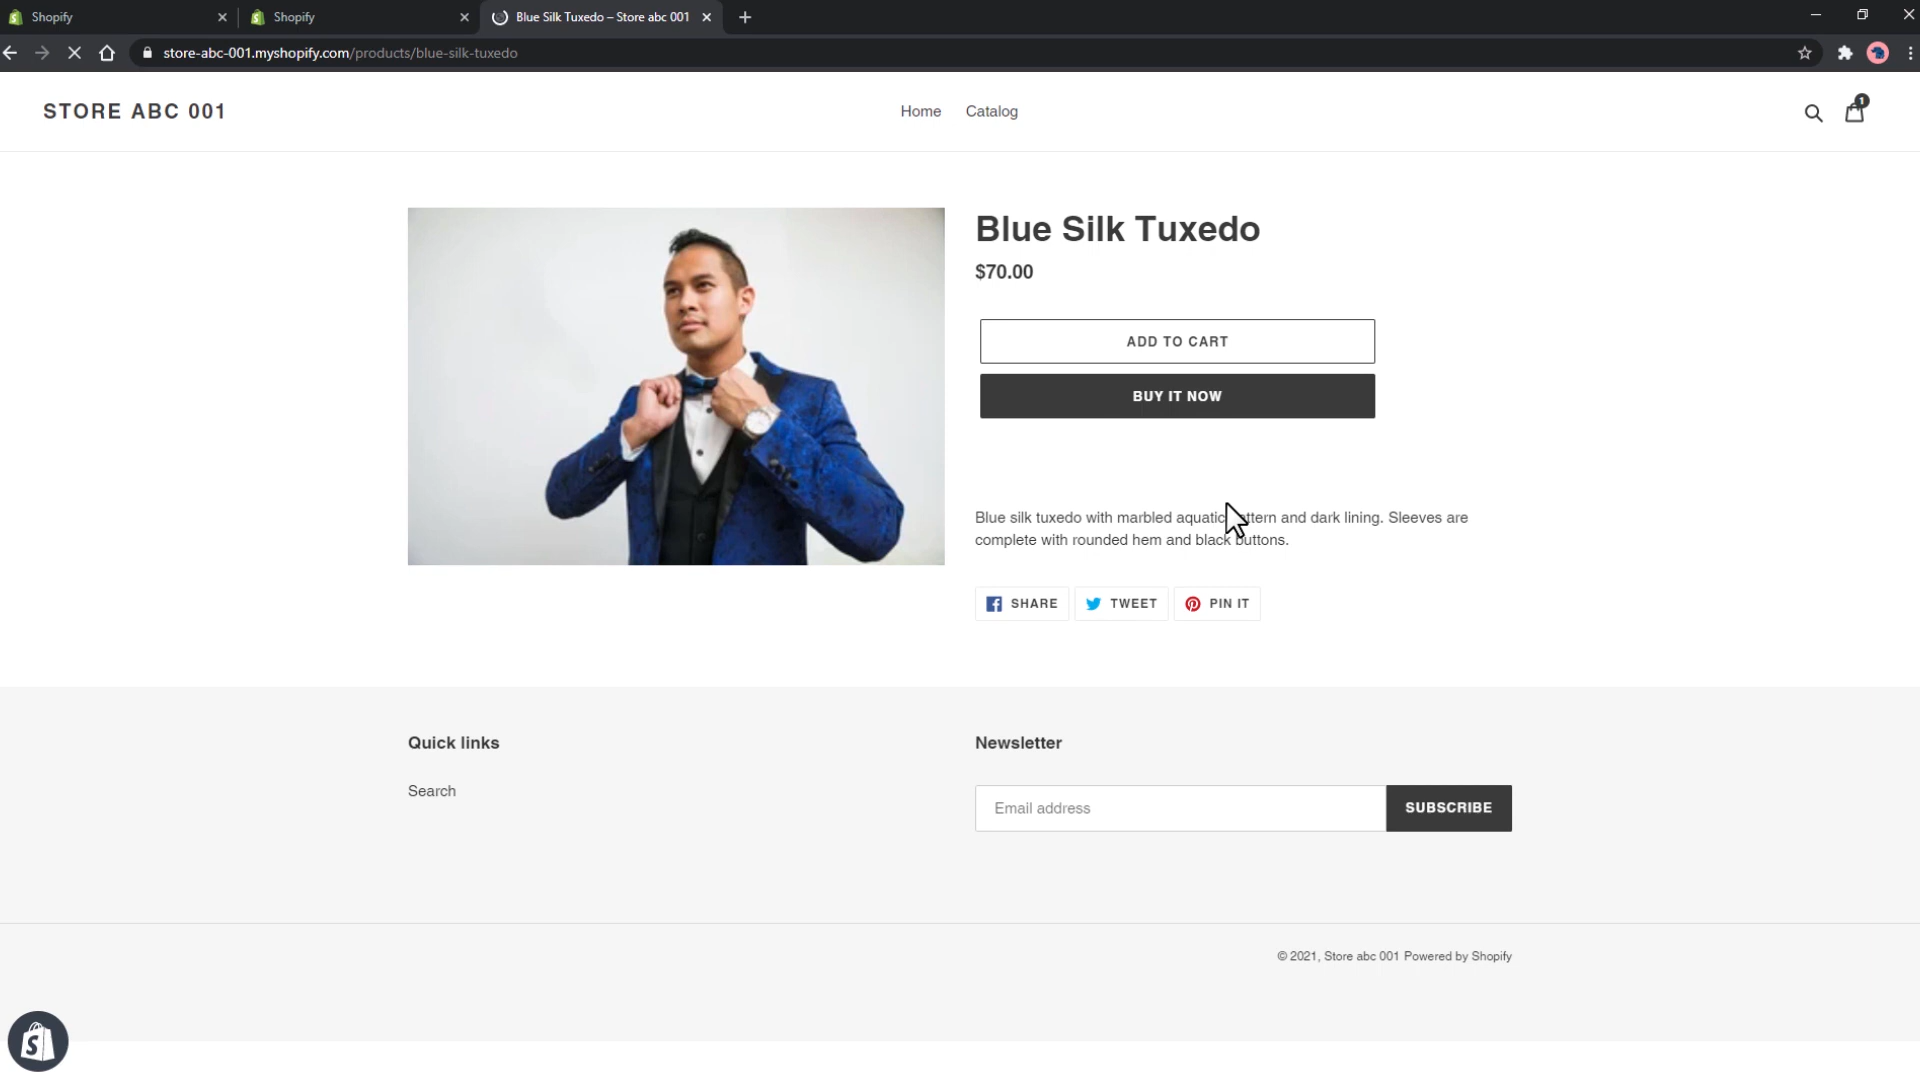 Shopify
Shopify
Blue Silk Tuxedo – Store abc 001
store-abc-001.myshopify.com/products/blue-silk-tuxedo
STORE ABC 001
Home
Catalog
1
Blue Silk Tuxedo
$70.00
ADD TO CART
BUY IT NOW
Blue silk tuxedo with marbled aquatic and dark lining. Sleeves are
complete with rounded hem and black buttons.
SHARE
TWEET
PIN IT
Quick links
Search
Newsletter
Email address
SUBSCRIBE
© 2021, Store abc 001 Powered by Shopify